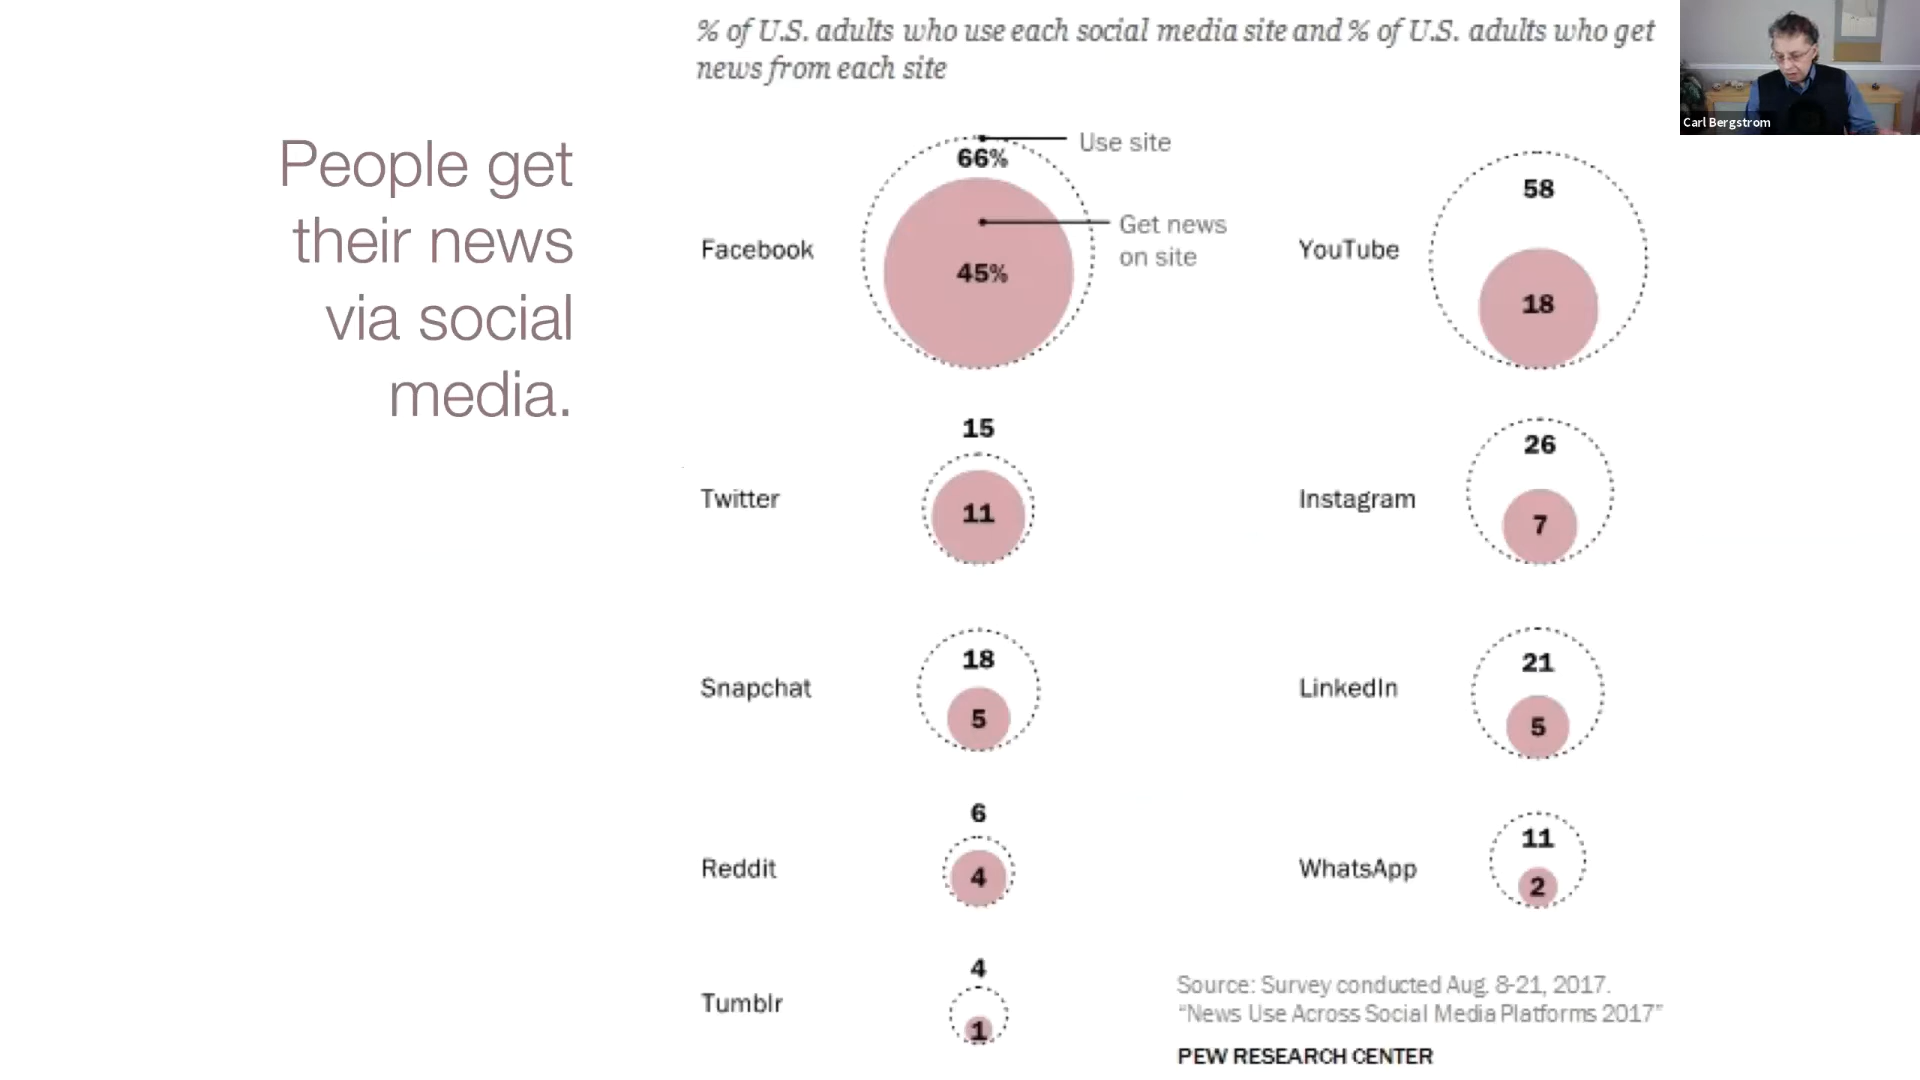 % of U.S. adults who use each social media site and % of U.S. adults who get
news from each site
Carl Bergstrom
People get
their news
via social
media.
Use site
66%
Get news
on site
Facebook
45%
YouTube
58
18
Twitter
15
11
Instagram
26
7
Snapchat
18
5
LinkedIn
21
5
Reddit
6
4
WhatsApp
11
2
Tumblr
4
1
Source: Survey conducted Aug. 8-21, 2017.
“News Use Across Social Media Platforms 2017”
PEW RESEARCH CENTER